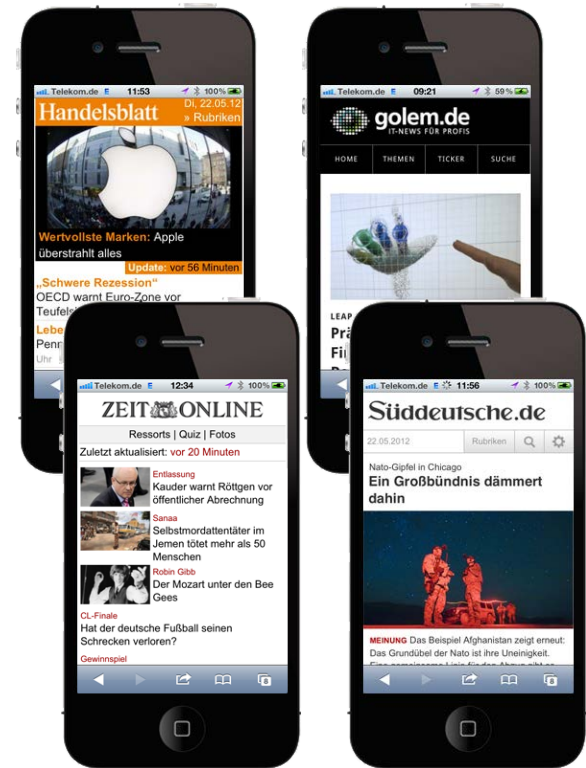 Telekom.de E 11:53 100%
Handelsblatt
Di, 22.05.12
» Rubriken
Wertvollste Marken: Apple
überstrahlt alles
Update: vor 56 Minuten
„Schwere Rezession“
OECD warnt Euro-Zone vor
Uhr
Telekom.de E 09:21 59%
golem.de
IT-NEWS FÜR PROFIS
HOME THEMEN TICKER SUCHE
LEAP
Telekom.de E 12:34 100%
ZEIT ONLINE
Ressorts | Quiz | Fotos
Zuletzt aktualisiert: vor 20 Minuten
Entlassung
Kauder warnt Röttgen vor
öffentlicher Abrechnung
Sanaa
Selbstmordattentäter im
Jemen tötet mehr als 50
Menschen
Robin Gibb
Der Mozart unter den Bee
Gees
CL-Finale
Hat der deutsche Fußball seinen
Schrecken verloren?
Gewinnspiel
8
Telekom.de E 11:56 100%
Süddeutsche.de
22.05.2012 Rubriken
Nato-Gipfel in Chicago
Ein Großbündnis dämmert
dahin
MEINUNG Das Beispiel Afghanistan zeigt erneut:
Das Grundübel der Nato ist ihre Uneinigkeit.
8